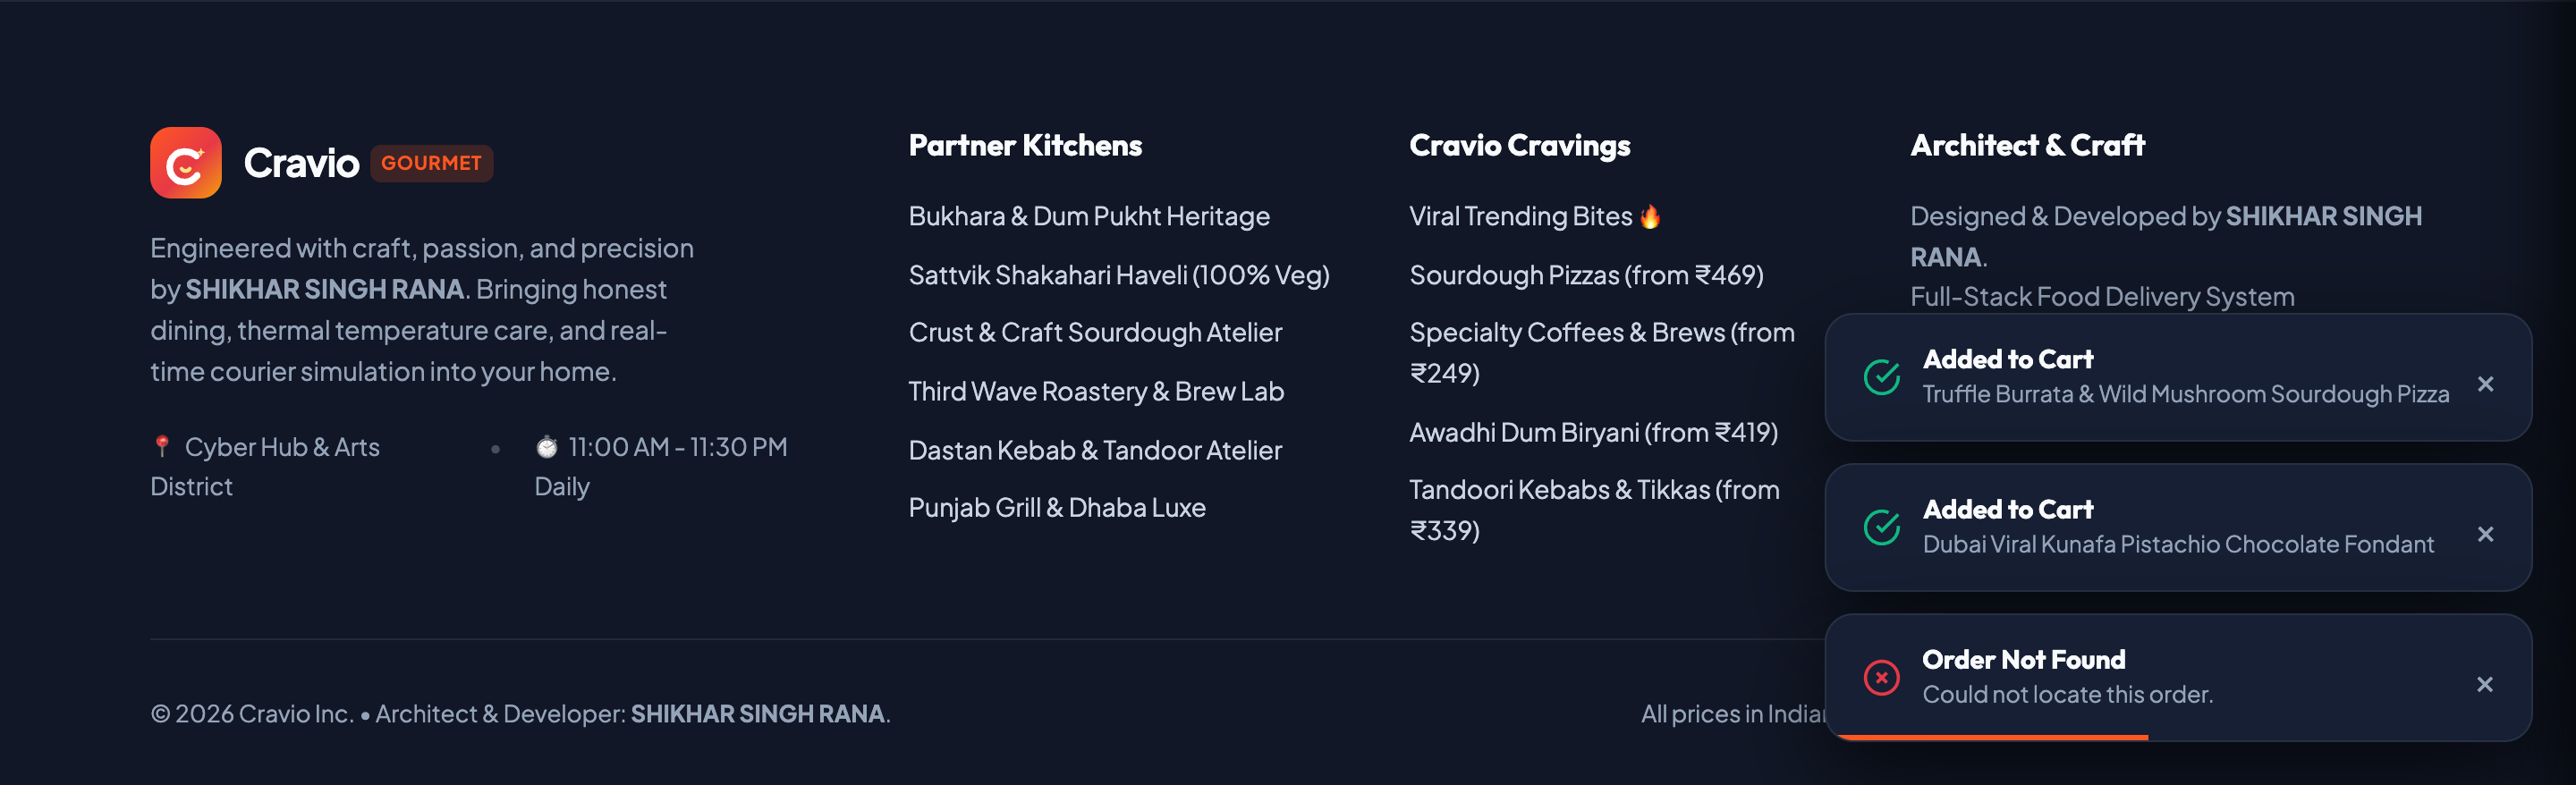 Cravio GOURMET
Engineered with craft, passion, and precision
by SHIKHAR SINGH RANA. Bringing honest
dining, thermal temperature care, and real-
time courier simulation into your home.
📍 Cyber Hub & Arts
District
•
⏱️ 11:00 AM - 11:30 PM
Daily
Partner Kitchens
Bukhara & Dum Pukht Heritage
Sattvik Shakahari Haveli (100% Veg)
Crust & Craft Sourdough Atelier
Third Wave Roastery & Brew Lab
Dastan Kebab & Tandoor Atelier
Punjab Grill & Dhaba Luxe
Cravio Cravings
Viral Trending Bites 🔥
Sourdough Pizzas (from ₹469)
Specialty Coffees & Brews (from
₹249)
Awadhi Dum Biryani (from ₹419)
Tandoori Kebabs & Tikkas (from
₹339)
Architect & Craft
Designed & Developed by SHIKHAR SINGH
RANA.
Full-Stack Food Delivery System
Added to Cart
Truffle Burrata & Wild Mushroom Sourdough Pizza
Added to Cart
Dubai Viral Kunafa Pistachio Chocolate Fondant
Order Not Found
Could not locate this order.
© 2026 Cravio Inc. • Architect & Developer: SHIKHAR SINGH RANA.
All prices in